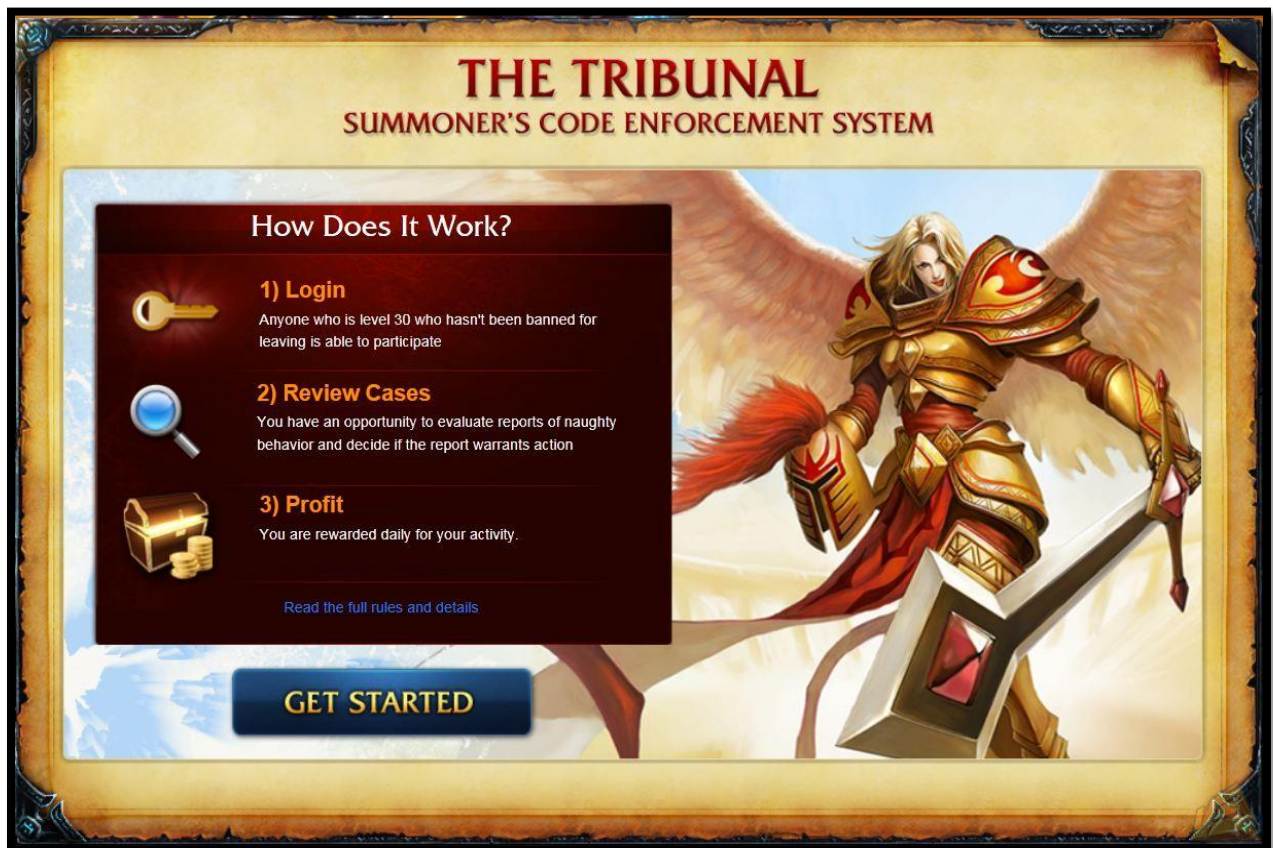 THE TRIBUNAL
SUMMONER'S CODE ENFORCEMENT SYSTEM
How Does It Work?
1) Login
Anyone who is level 30 who hasn't been banned for
leaving is able to participate
2) Review Cases
You have an opportunity to evaluate reports of naughty
behavior and decide if the report warrants action
3) Profit
You are rewarded daily for your activity.
Read the full rules and details
GET STARTED